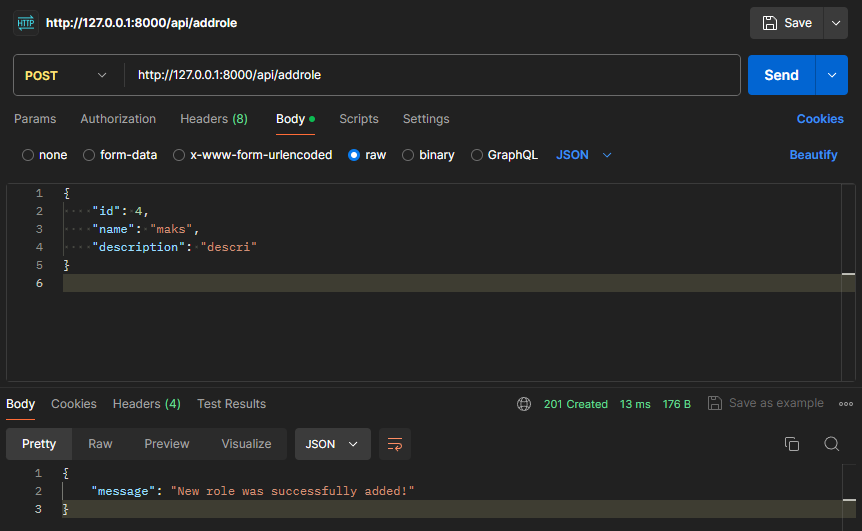 HTTP http://127.0.0.1:8000/api/addrole Save
POST http://127.0.0.1:8000/api/addrole Send
Params Authorization Headers (8) Body Scripts Settings Cookies
none form-data x-www-form-urlencoded raw binary GraphQL JSON Beautify
1 {
2 "id": 4,
3 "name": "maks",
4 "description": "descri"
5 }
6
Body Cookies Headers (4) Test Results 201 Created 13 ms 176 B Save as example
Pretty Raw Preview Visualize JSON
1 {
2 "message": "New role was successfully added!"
3 }